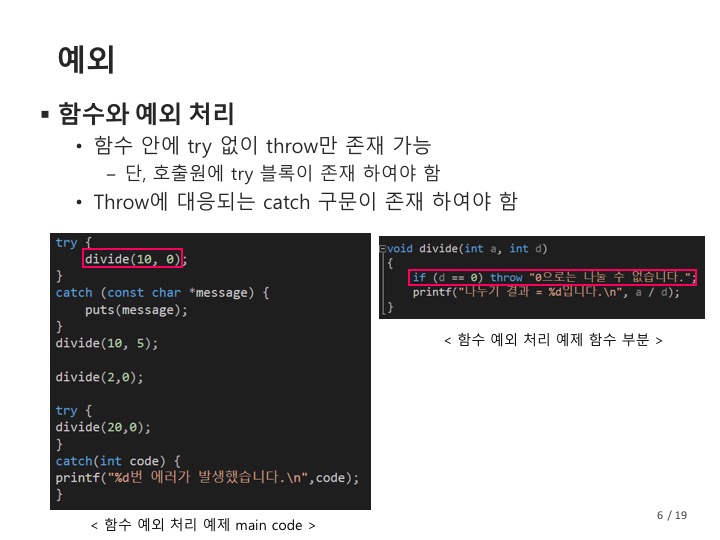 예외
▪ 함수와 예외 처리
• 함수 안에 try 없이 throw만 존재 가능
– 단, 호출원에 try 블록이 존재 하여야 함
• Throw에 대응되는 catch 구문이 존재 하여야 함
try {
divide(10, 0);
}
catch (const char *message) {
puts(message);
}
divide(10, 5);
divide(2,0);
try {
divide(20,0);
}
catch(int code) {
printf("%d번 에러가 발생했습니다.\n",code);
}
< 함수 예외 처리 예제 main code >
void divide(int a, int d)
{
if (d == 0) throw "0으로는 나눌 수 없습니다.";
printf("나누기 결과 = %d입니다.\n", a / d);
}
< 함수 예외 처리 예제 함수 부분 >
6 / 19